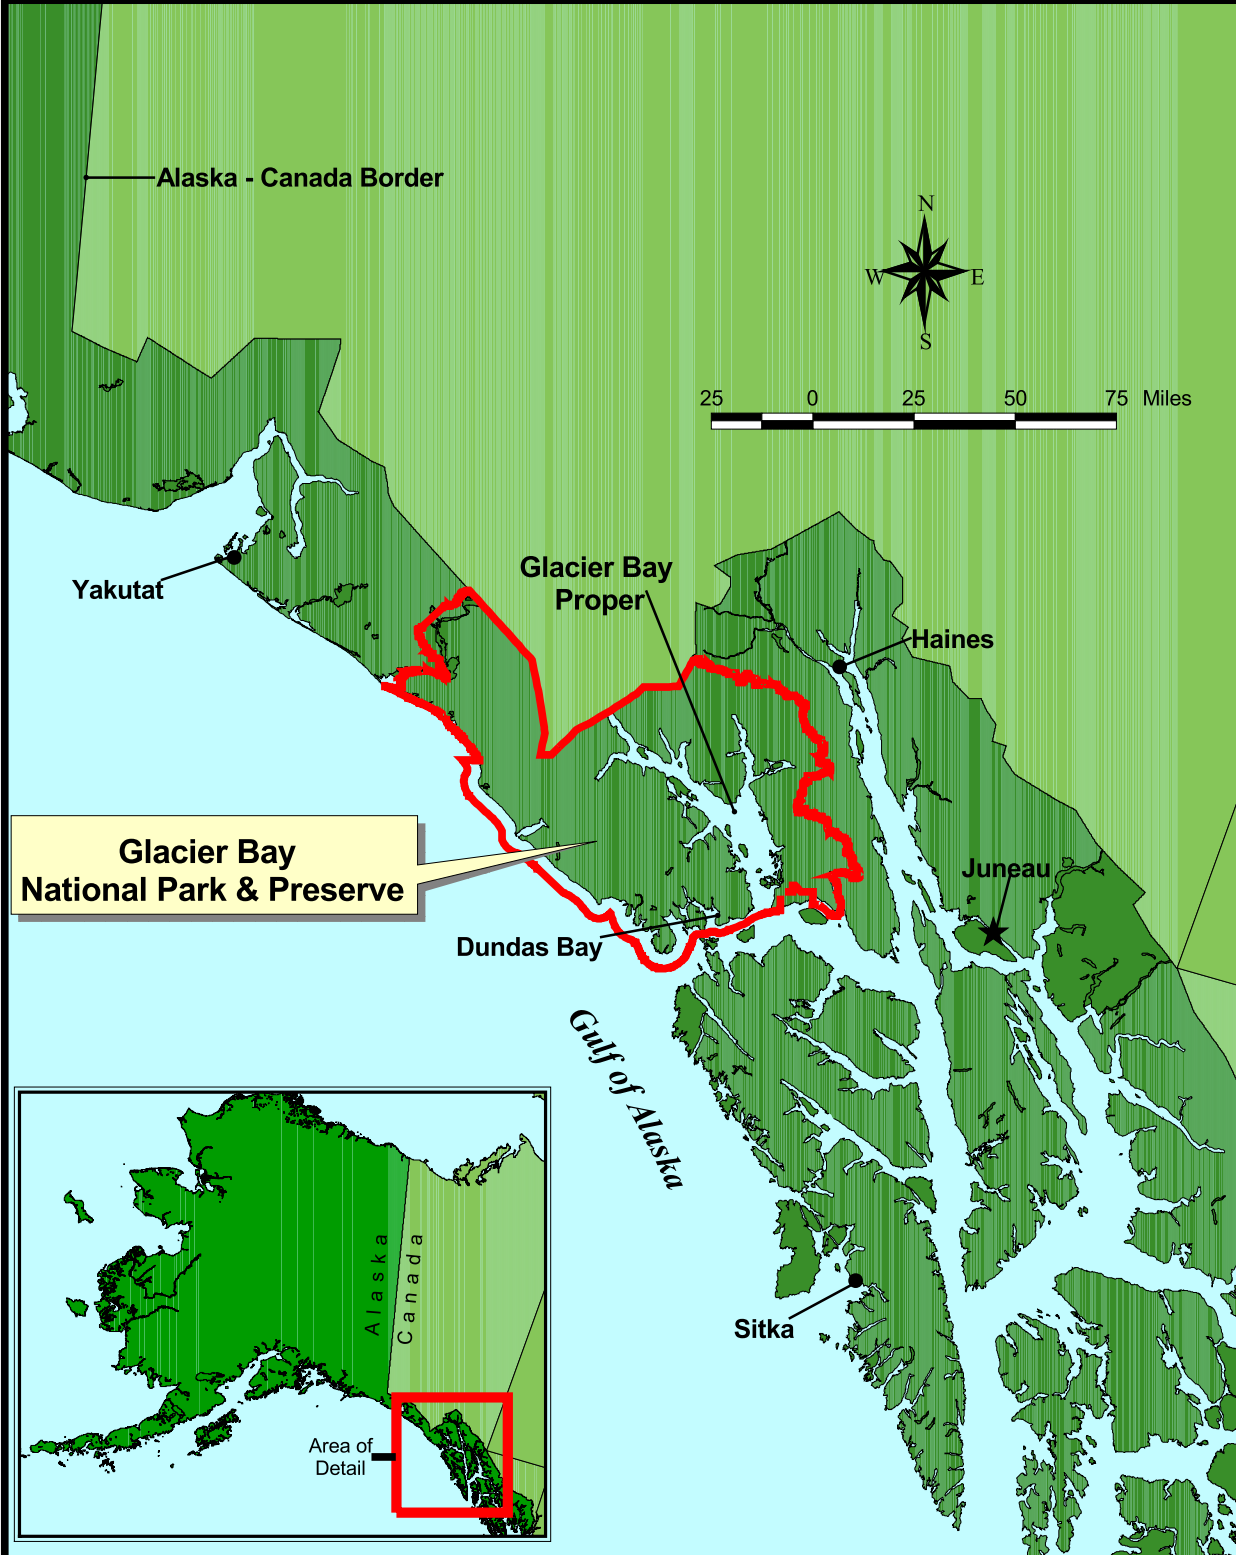 Alaska - Canada Border
N
W E
S
25 0 25 50 75 Miles
Glacier Bay
Proper
Yakutat
Haines
Glacier Bay
National Park & Preserve
Juneau
Dundas Bay
Gulf of Alaska
Alaska
Canada
Sitka
Area of
Detail